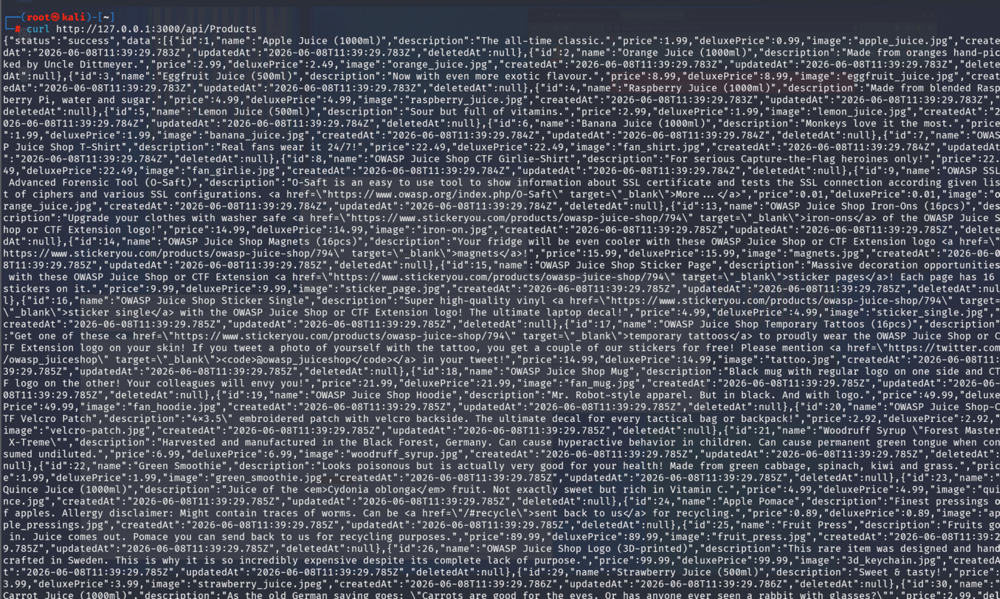 ┌──(root㉿kali)-[~]
└─# curl http://127.0.0.1:3000/api/Products
{"status":"success","data":[{"id":1,"name":"Apple Juice (1000ml)","description":"The all-time classic.","price":1.99,"deluxePrice":0.99,"image":"apple_juice.jpg","create
dAt":"2026-06-08T11:39:29.783Z","updatedAt":"2026-06-08T11:39:29.783Z","deletedAt":null},{"id":2,"name":"Orange Juice (1000ml)","description":"Made from oranges hand-pic
ked by Uncle Dittmeyer.","price":2.99,"deluxePrice":2.49,"image":"orange_juice.jpg","createdAt":"2026-06-08T11:39:29.783Z","updatedAt":"2026-06-08T11:39:29.783Z","delete
dAt":null},{"id":3,"name":"Eggfruit Juice (500ml)","description":"Now with even more exotic flavour.","price":8.99,"deluxePrice":8.99,"image":"eggfruit_juice.jpg","creat
edAt":"2026-06-08T11:39:29.783Z","updatedAt":"2026-06-08T11:39:29.783Z","deletedAt":null},{"id":4,"name":"Raspberry Juice (1000ml)","description":"Made from blended Rasp
berry Pi, water and sugar.","price":4.99,"deluxePrice":4.99,"image":"raspberry_juice.jpg","createdAt":"2026-06-08T11:39:29.783Z","updatedAt":"2026-06-08T11:39:29.783Z","
deletedAt":null},{"id":5,"name":"Lemon Juice (500ml)","description":"Sour but full of vitamins.","price":2.99,"deluxePrice":1.99,"image":"lemon_juice.jpg","createdAt":"2
026-06-08T11:39:29.784Z","updatedAt":"2026-06-08T11:39:29.784Z","deletedAt":null},{"id":6,"name":"Banana Juice (1000ml)","description":"Monkeys love it the most.","price
":1.99,"deluxePrice":1.99,"image":"banana_juice.jpg","createdAt":"2026-06-08T11:39:29.784Z","updatedAt":"2026-06-08T11:39:29.784Z","deletedAt":null},{"id":7,"name":"OWAS
P Juice Shop T-Shirt","description":"Real fans wear it 24/7!","price":22.49,"deluxePrice":22.49,"image":"fan_shirt.jpg","createdAt":"2026-06-08T11:39:29.784Z","updatedAt
":"2026-06-08T11:39:29.784Z","deletedAt":null},{"id":8,"name":"OWASP Juice Shop CTF Girlie-Shirt","description":"For serious Capture-the-Flag heroines only!","price":22.
49,"deluxePrice":22.49,"image":"fan_girlie.jpg","createdAt":"2026-06-08T11:39:29.784Z","updatedAt":"2026-06-08T11:39:29.784Z","deletedAt":null},{"id":9,"name":"OWASP SSL
 Advanced Forensic Tool (O-Saft)","description":"O-Saft is an easy to use tool to show information about SSL certificate and tests the SSL connection according given lis
t of ciphers and various SSL configurations. <a href=\"https://www.owasp.org/index.php/O-Saft\" target=\"_blank\">More...</a>","price":0.01,"deluxePrice":0.01,"image":"o
range_juice.jpg","createdAt":"2026-06-08T11:39:29.784Z","updatedAt":"2026-06-08T11:39:29.784Z","deletedAt":null},{"id":13,"name":"OWASP Juice Shop Iron-Ons (16pcs)","des
cription":"Upgrade your clothes with washer safe <a href=\"https://www.stickeryou.com/products/owasp-juice-shop/794\" target=\"_blank\">iron-ons</a> of the OWASP Juice S
hop or CTF Extension logo!","price":14.99,"deluxePrice":14.99,"image":"iron-on.jpg","createdAt":"2026-06-08T11:39:29.785Z","updatedAt":"2026-06-08T11:39:29.785Z","delete
dAt":null},{"id":14,"name":"OWASP Juice Shop Magnets (16pcs)","description":"Your fridge will be even cooler with these OWASP Juice Shop or CTF Extension logo <a href=\"
https://www.stickeryou.com/products/owasp-juice-shop/794\" target=\"_blank\">magnets</a>!","price":15.99,"deluxePrice":15.99,"image":"magnets.jpg","createdAt":"2026-06-0
8T11:39:29.785Z","updatedAt":"2026-06-08T11:39:29.785Z","deletedAt":null},{"id":15,"name":"OWASP Juice Shop Sticker Page","description":"Massive decoration opportunities
 with these OWASP Juice Shop or CTF Extension <a href=\"https://www.stickeryou.com/products/owasp-juice-shop/794\" target=\"_blank\">sticker pages</a>! Each page has 16 
stickers on it.","price":9.99,"deluxePrice":9.99,"image":"sticker_page.jpg","createdAt":"2026-06-08T11:39:29.785Z","updatedAt":"2026-06-08T11:39:29.785Z","deletedAt":nul
l},{"id":16,"name":"OWASP Juice Shop Sticker Single","description":"Super high-quality vinyl <a href=\"https://www.stickeryou.com/products/owasp-juice-shop/794\" target=
\"_blank\">sticker single</a> with the OWASP Juice Shop or CTF Extension logo! The ultimate laptop decal!","price":4.99,"deluxePrice":4.99,"image":"sticker_single.jpg","
createdAt":"2026-06-08T11:39:29.785Z","updatedAt":"2026-06-08T11:39:29.785Z","deletedAt":null},{"id":17,"name":"OWASP Juice Shop Temporary Tattoos (16pcs)","description"
:"Get one of these <a href=\"https://www.stickeryou.com/products/owasp-juice-shop/794\" target=\"_blank\">temporary tattoos</a> to proudly wear the OWASP Juice Shop or C
TF Extension logo on your skin! If you tweet a photo of yourself with the tattoo, you get a couple of our stickers for free! Please mention <a href=\"https://twitter.com
/owasp_juiceshop\" target=\"_blank\"><code>@owasp_juiceshop</code></a> in your tweet!","price":14.99,"deluxePrice":14.99,"image":"tattoo.jpg","createdAt":"2026-06-08T11:
39:29.785Z","updatedAt":"2026-06-08T11:39:29.785Z","deletedAt":null},{"id":18,"name":"OWASP Juice Shop Mug","description":"Black mug with regular logo on one side and CT
F logo on the other! Your colleagues will envy you!","price":21.99,"deluxePrice":21.99,"image":"fan_mug.jpg","createdAt":"2026-06-08T11:39:29.785Z","updatedAt":"2026-06-
08T11:39:29.785Z","deletedAt":null},{"id":19,"name":"OWASP Juice Shop Hoodie","description":"Mr. Robot-style apparel. But in black. And with logo.","price":49.99,"deluxe
Price":49.99,"image":"fan_hoodie.jpg","createdAt":"2026-06-08T11:39:29.785Z","updatedAt":"2026-06-08T11:39:29.785Z","deletedAt":null},{"id":20,"name":"OWASP Juice Shop-C
TF Velcro Patch","description":"4×3.5\" embroidered patch with velcro backside. The ultimate decal for every tactical bag or backpack!","price":2.92,"deluxePrice":2.92,"
image":"velcro-patch.jpg","createdAt":"2026-06-08T11:39:29.785Z","updatedAt":"2026-06-08T11:39:29.785Z","deletedAt":null},{"id":21,"name":"Woodruff Syrup \"Forest Master
 X-Treme\"","description":"Harvested and manufactured in the Black Forest, Germany. Can cause hyperactive behavior in children. Can cause permanent green tongue when con
sumed undiluted.","price":6.99,"deluxePrice":6.99,"image":"woodruff_syrup.jpg","createdAt":"2026-06-08T11:39:29.785Z","updatedAt":"2026-06-08T11:39:29.785Z","deletedAt":
null},{"id":22,"name":"Green Smoothie","description":"Looks poisonous but is actually very good for your health! Made from green cabbage, spinach, kiwi and grass.","pric
e":1.99,"deluxePrice":1.99,"image":"green_smoothie.jpg","createdAt":"2026-06-08T11:39:29.785Z","updatedAt":"2026-06-08T11:39:29.785Z","deletedAt":null},{"id":23,"name":"
Quince Juice (1000ml)","description":"Juice of the <em>Cydonia oblonga</em> fruit. Not exactly sweet but rich in Vitamin C.","price":4.99,"deluxePrice":4.99,"image":"qui
nce.jpg","createdAt":"2026-06-08T11:39:29.785Z","updatedAt":"2026-06-08T11:39:29.785Z","deletedAt":null},{"id":24,"name":"Apple Pomace","description":"Finest pressings o
f apples. Allergy disclaimer: Might contain traces of worms. Can be <a href=\"/#recycle\">sent back to us</a> for recycling.","price":0.89,"deluxePrice":0.89,"image":"ap
ple_pressings.jpg","createdAt":"2026-06-08T11:39:29.785Z","updatedAt":"2026-06-08T11:39:29.785Z","deletedAt":null},{"id":25,"name":"Fruit Press","description":"Fruits go
 in. Juice comes out. Pomace you can send back to us for recycling purposes.","price":89.99,"deluxePrice":89.99,"image":"fruit_press.jpg","createdAt":"2026-06-08T11:39:2
9.785Z","updatedAt":"2026-06-08T11:39:29.785Z","deletedAt":null},{"id":26,"name":"OWASP Juice Shop Logo (3D-printed)","description":"This rare item was designed and hand
crafted in Sweden. This is why it is so incredibly expensive despite its complete lack of purpose.","price":99.99,"deluxePrice":99.99,"image":"3d_keychain.jpg","createdA
t":"2026-06-08T11:39:29.785Z","updatedAt":"2026-06-08T11:39:29.785Z","deletedAt":null},{"id":29,"name":"Strawberry Juice (500ml)","description":"Sweet & tasty!","price":
3.99,"deluxePrice":3.99,"image":"strawberry_juice.jpeg","createdAt":"2026-06-08T11:39:29.786Z","updatedAt":"2026-06-08T11:39:29.786Z","deletedAt":null},{"id":30,"name":"
Carrot Juice (1000ml)","description":"As the old German saying goes: \"Carrots are good for the eyes. Or has anyone ever seen a rabbit with glasses?\"","price":2.99,"del